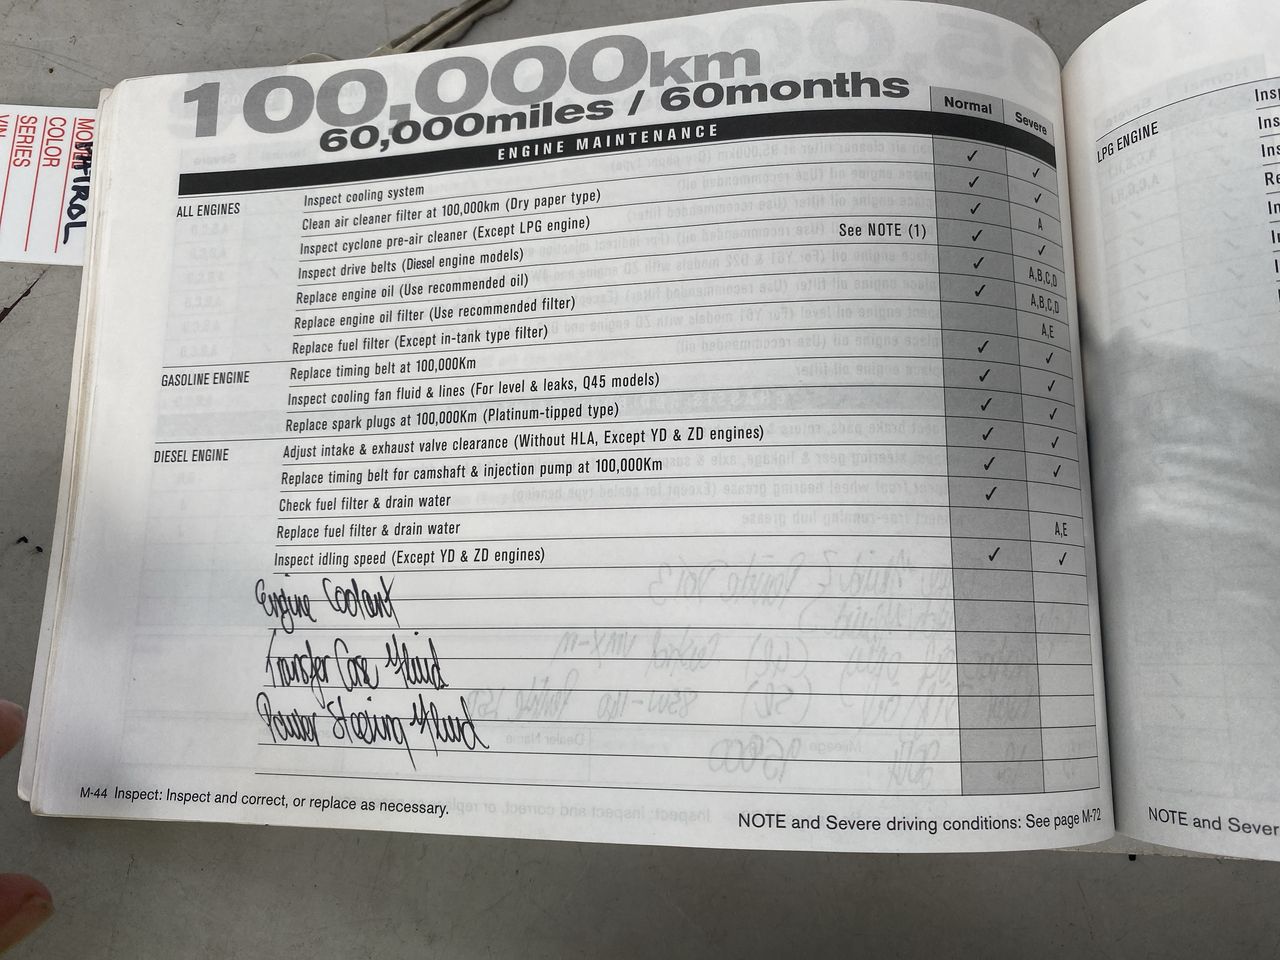 100,000km
60,000miles / 60months
Normal
Severe
ENGINE MAINTENANCE
ALL ENGINES
Inspect cooling system ✓ ✓
Clean air cleaner filter at 100,000km (Dry paper type) ✓ ✓
Inspect cyclone pre-air cleaner (Except LPG engine) ✓ A
Inspect drive belts (Diesel engine models) See NOTE (1) ✓ ✓
Replace engine oil (Use recommended oil) ✓ A,B,C,D
Replace engine oil filter (Use recommended filter) ✓ A,B,C,D
Replace fuel filter (Except in-tank type filter) A,E
GASOLINE ENGINE
Replace timing belt at 100,000Km ✓ ✓
Inspect cooling fan fluid & lines (For level & leaks, Q45 models) ✓ ✓
Replace spark plugs at 100,000Km (Platinum-tipped type) ✓ ✓
DIESEL ENGINE
Adjust intake & exhaust valve clearance (Without HLA, Except YD & ZD engines) ✓ ✓
Replace timing belt for camshaft & injection pump at 100,000Km ✓ ✓
Check fuel filter & drain water ✓
Replace fuel filter & drain water A,E
Inspect idling speed (Except YD & ZD engines) ✓ ✓
Engine Coolant
Transfer Case Fluid
Power Steering Fluid
M-44 Inspect: Inspect and correct, or replace as necessary.
NOTE and Severe driving conditions: See page M-72
LPG ENGINE
NOTE and Sever
COLOR
SERIES
VIN